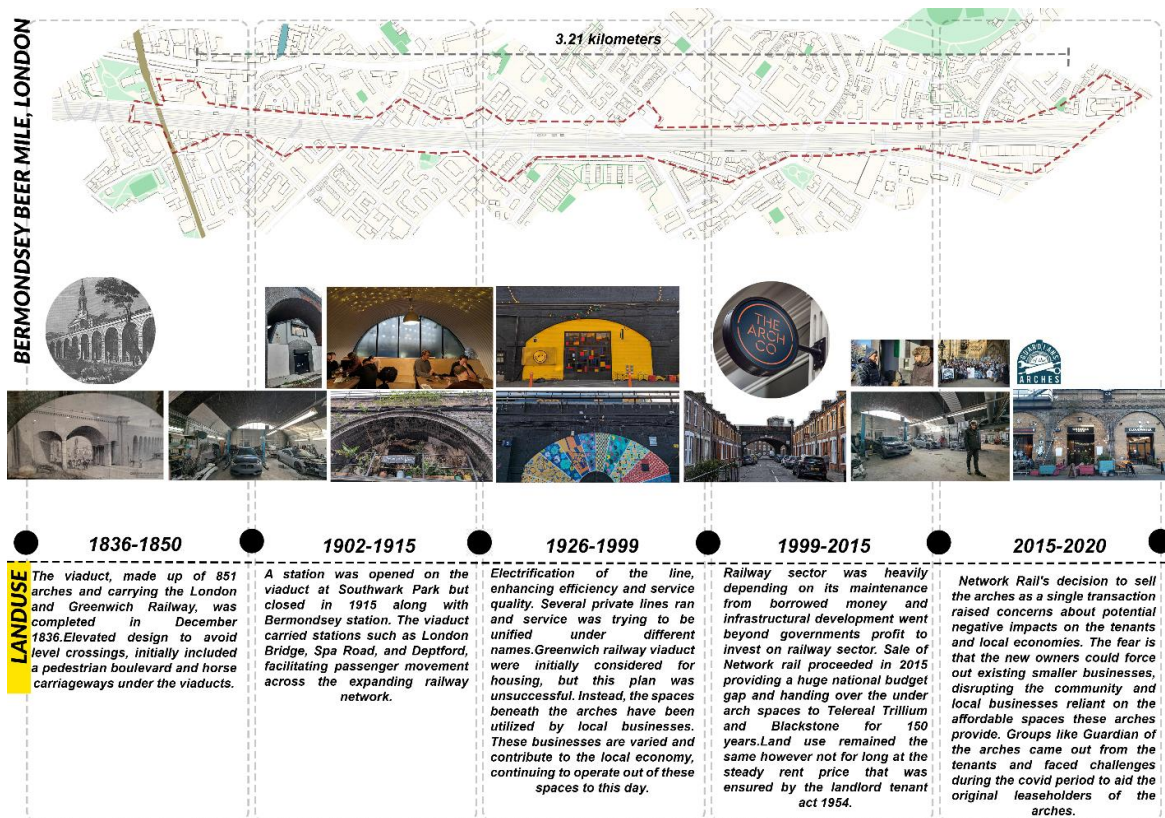 BERMONDSEY BEER MILE, LONDON
3.21 kilometers
THE
ARCH
CO
GUARDIANS
ARCHES
1836-1850
1902-1915
1926-1999
1999-2015
2015-2020
LANDUSE
The viaduct, made up of 851
arches and carrying the London
and Greenwich Railway, was
completed in December
1836.Elevated design to avoid
level crossings, initially included
a pedestrian boulevard and horse
carriageways under the viaducts.
A station was opened on the
viaduct at Southwark Park but
closed in 1915 along with
Bermondsey station. The viaduct
carried stations such as London
Bridge, Spa Road, and Deptford,
facilitating passenger movement
across the expanding railway
network.
Electrification of the line,
enhancing efficiency and service
quality. Several private lines ran
and service was trying to be
unified under different
names.Greenwich railway viaduct
were initially considered for
housing, but this plan was
unsuccessful. Instead, the spaces
beneath the arches have been
utilized by local businesses.
These businesses are varied and
contribute to the local economy,
continuing to operate out of these
spaces to this day.
Railway sector was heavily
depending on its maintenance
from borrowed money and
infrastructural development went
beyond governments profit to
invest on railway sector. Sale of
Network rail proceeded in 2015
providing a huge national budget
gap and handing over the under
arch spaces to Telereal Trillium
and Blackstone for 150
years.Land use remained the
same however not for long at the
steady rent price that was
ensured by the landlord tenant
act 1954.
Network Rail's decision to sell
the arches as a single transaction
raised concerns about potential
negative impacts on the tenants
and local economies. The fear is
that the new owners could force
out existing smaller businesses,
disrupting the community and
local businesses reliant on the
affordable spaces these arches
provide. Groups like Guardian of
the arches came out from the
tenants and faced challenges
during the covid period to aid the
original leaseholders of the
arches.